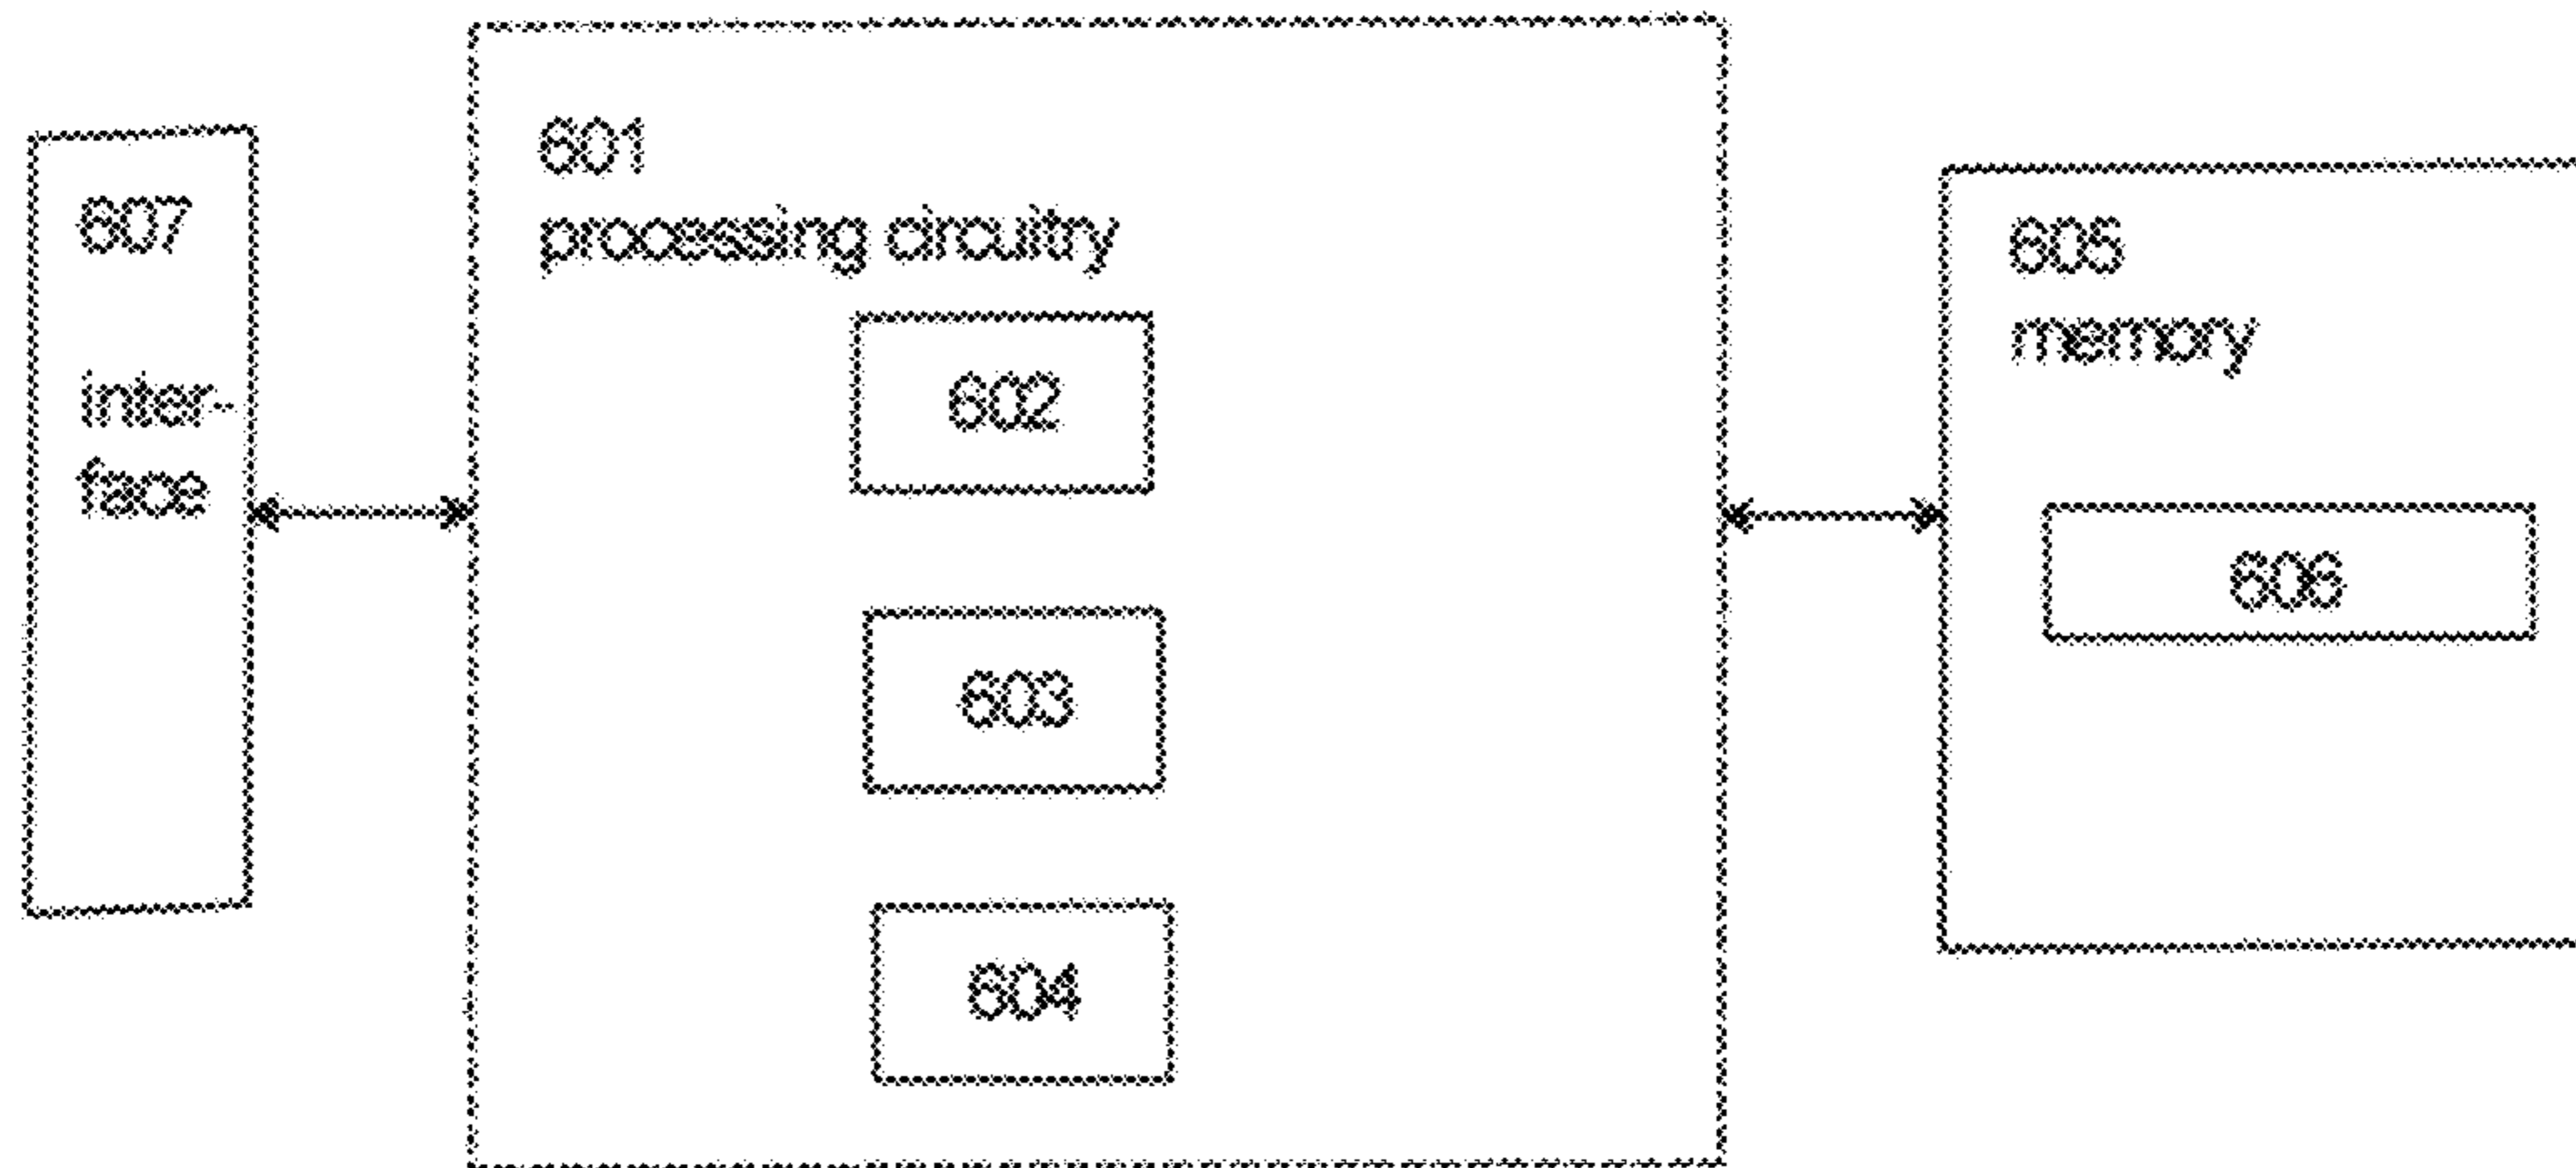 607
inter-
face
601
processing circuitry
602
603
604
605
memory
606